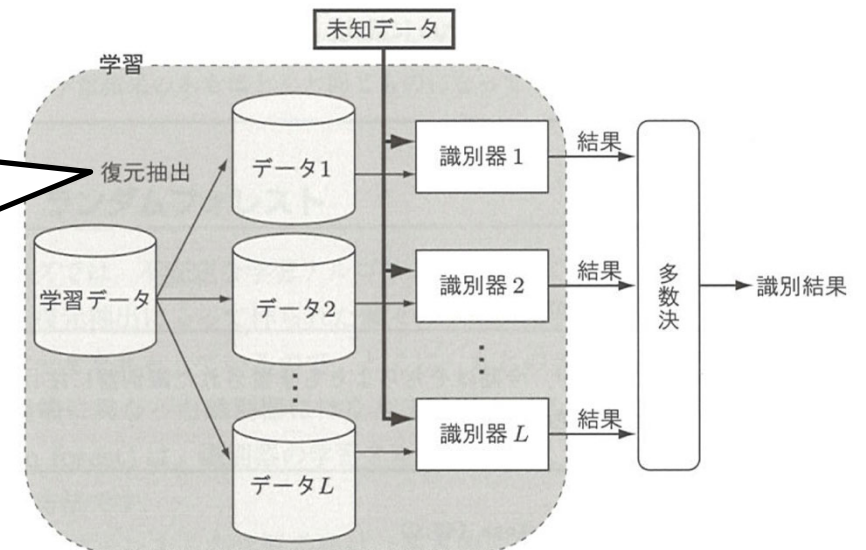 未知データ
学習
復元抽出
学習データ
データ1
データ2
データL
識別器1
識別器2
識別器L
結果
結果
結果
多数決
識別結果